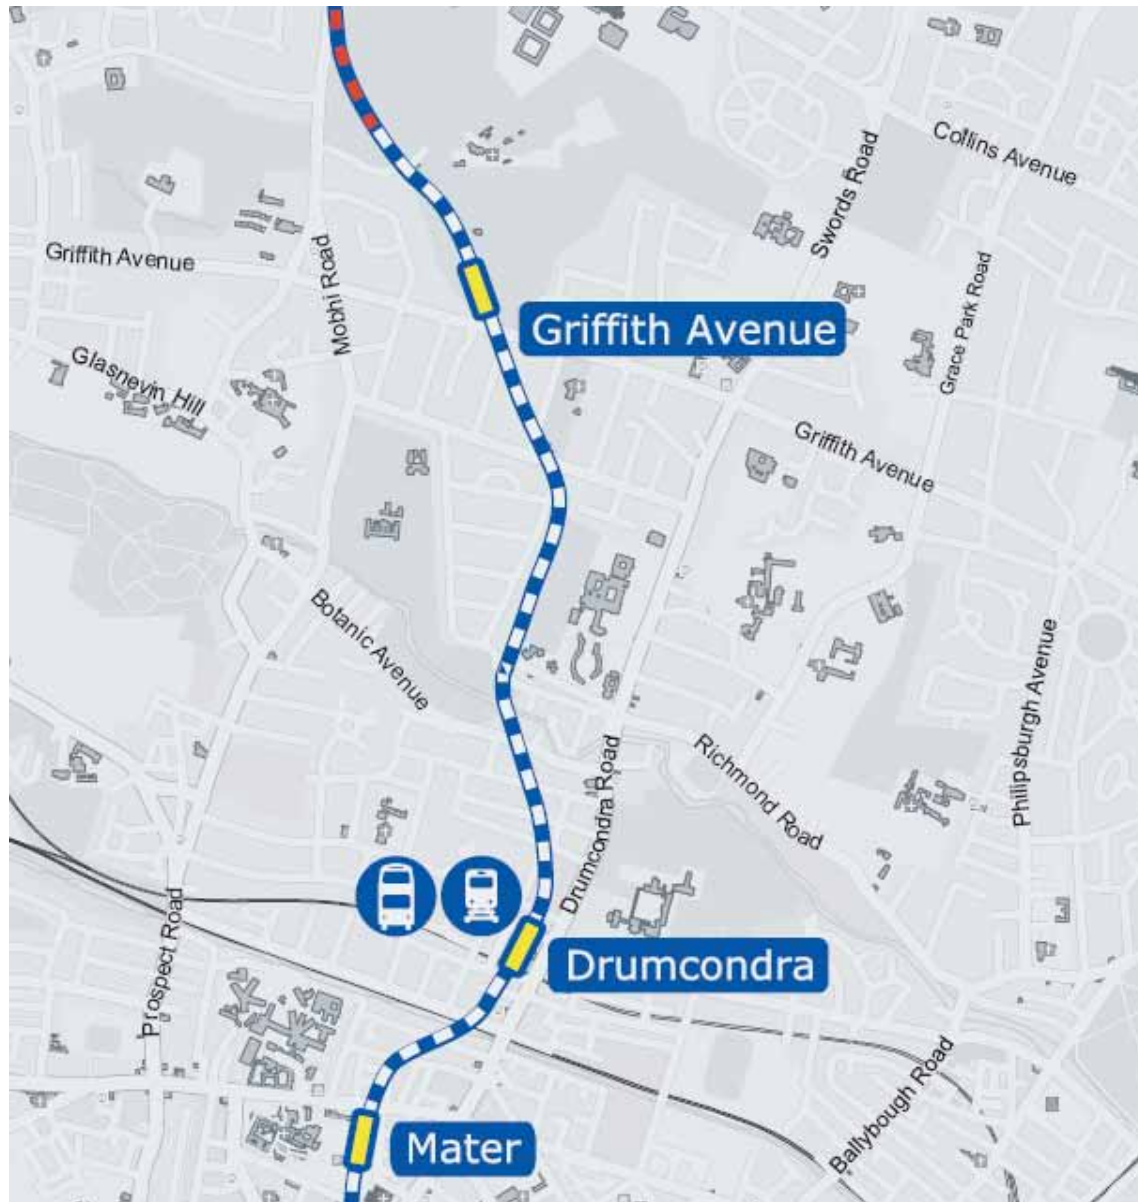 Collins Avenue
Swords Road
Griffith Avenue
Mobhi Road
Grace Park Road
Griffith Avenue
Glasnevin Hill
Griffith Avenue
Botanic Avenue
Philipsburgh Avenue
Richmond Road
Drumcondra Road
Prospect Road
Drumcondra
Ballybough Road
Mater